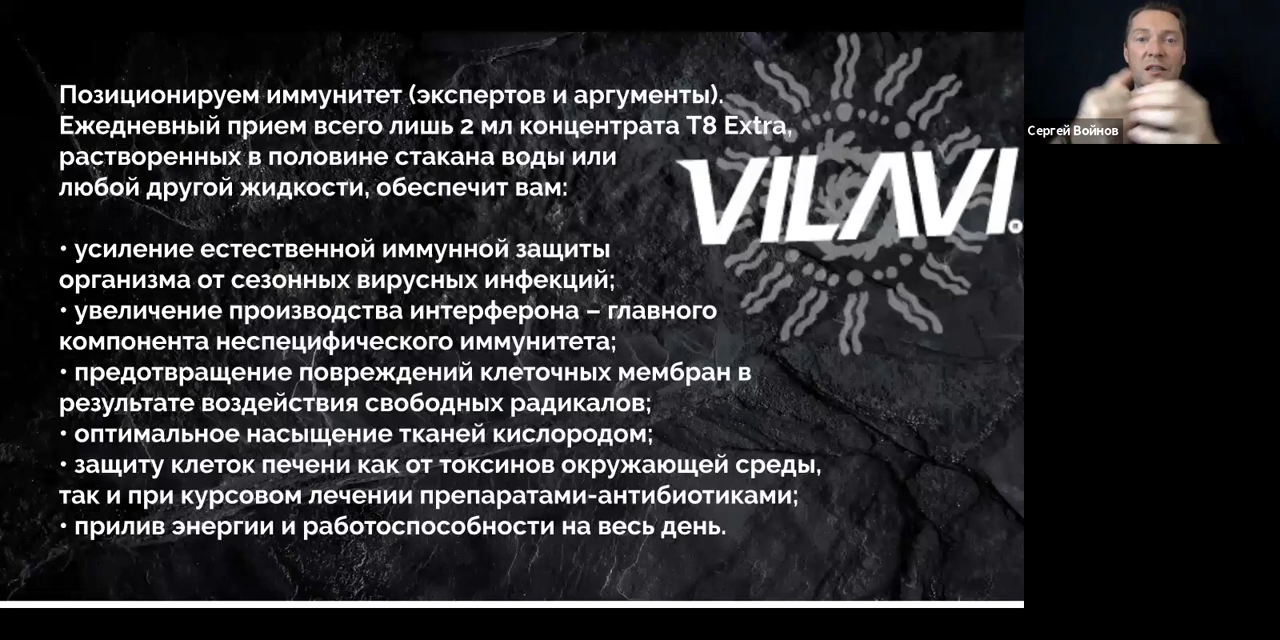 Позиционируем иммунитет (экспертов и аргументы).
Ежедневный прием всего лишь 2 мл концентрата T8 Extra,
растворенных в половине стакана воды или
любой другой жидкости, обеспечит вам:
• усиление естественной иммунной защиты
организма от сезонных вирусных инфекций;
• увеличение производства интерферона – главного
компонента неспецифического иммунитета;
• предотвращение повреждений клеточных мембран в
результате воздействия свободных радикалов;
• оптимальное насыщение тканей кислородом;
• защиту клеток печени как от токсинов окружающей среды,
так и при курсовом лечении препаратами-антибиотиками;
• прилив энергии и работоспособности на весь день.
VILAVI®
Сергей Войнов